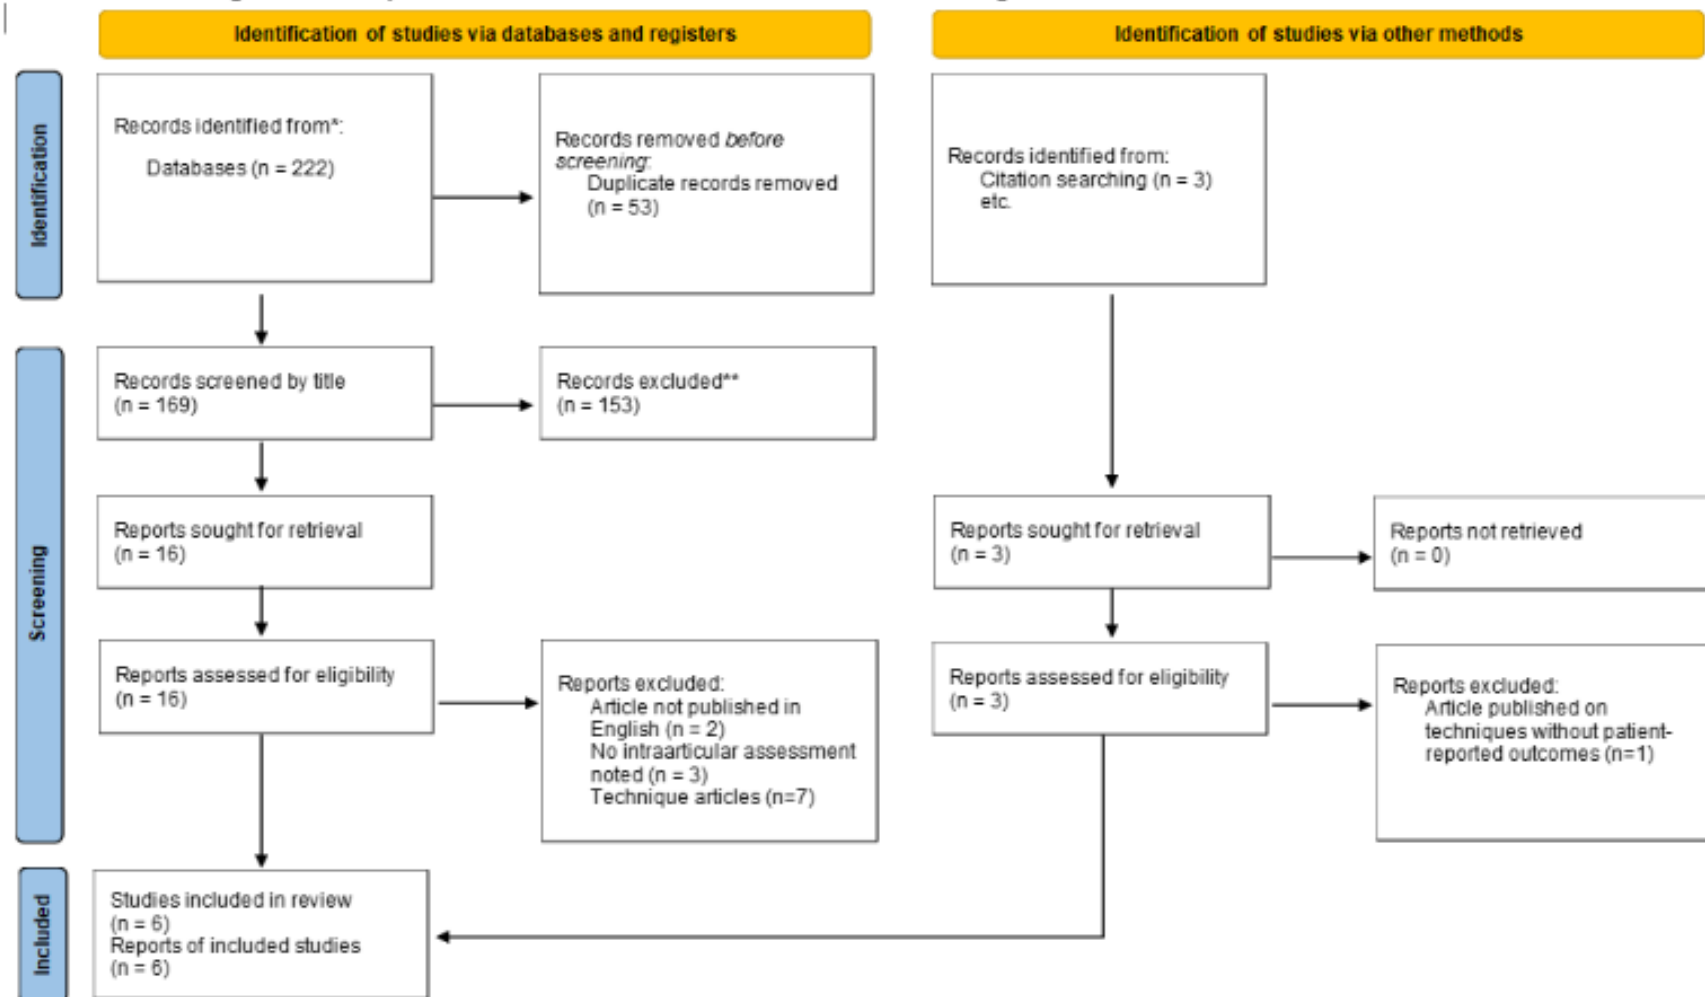 Identification of studies via databases and registers
Identification of studies via other methods
Identification
Records identified from*:
Databases (n = 222)
Records removed before
screening:
Duplicate records removed
(n = 53)
Records identified from:
Citation searching (n = 3)
etc.
Screening
Records screened by title
(n = 169)
Records excluded**
(n = 153)
Reports sought for retrieval
(n = 16)
Reports sought for retrieval
(n = 3)
Reports not retrieved
(n = 0)
Reports assessed for eligibility
(n = 16)
Reports excluded:
Article not published in
English (n = 2)
No intraarticular assessment
noted (n = 3)
Technique articles (n=7)
Reports assessed for eligibility
(n = 3)
Reports excluded:
Article published on
techniques without patient-
reported outcomes (n=1)
Included
Studies included in review
(n = 6)
Reports of included studies
(n = 6)